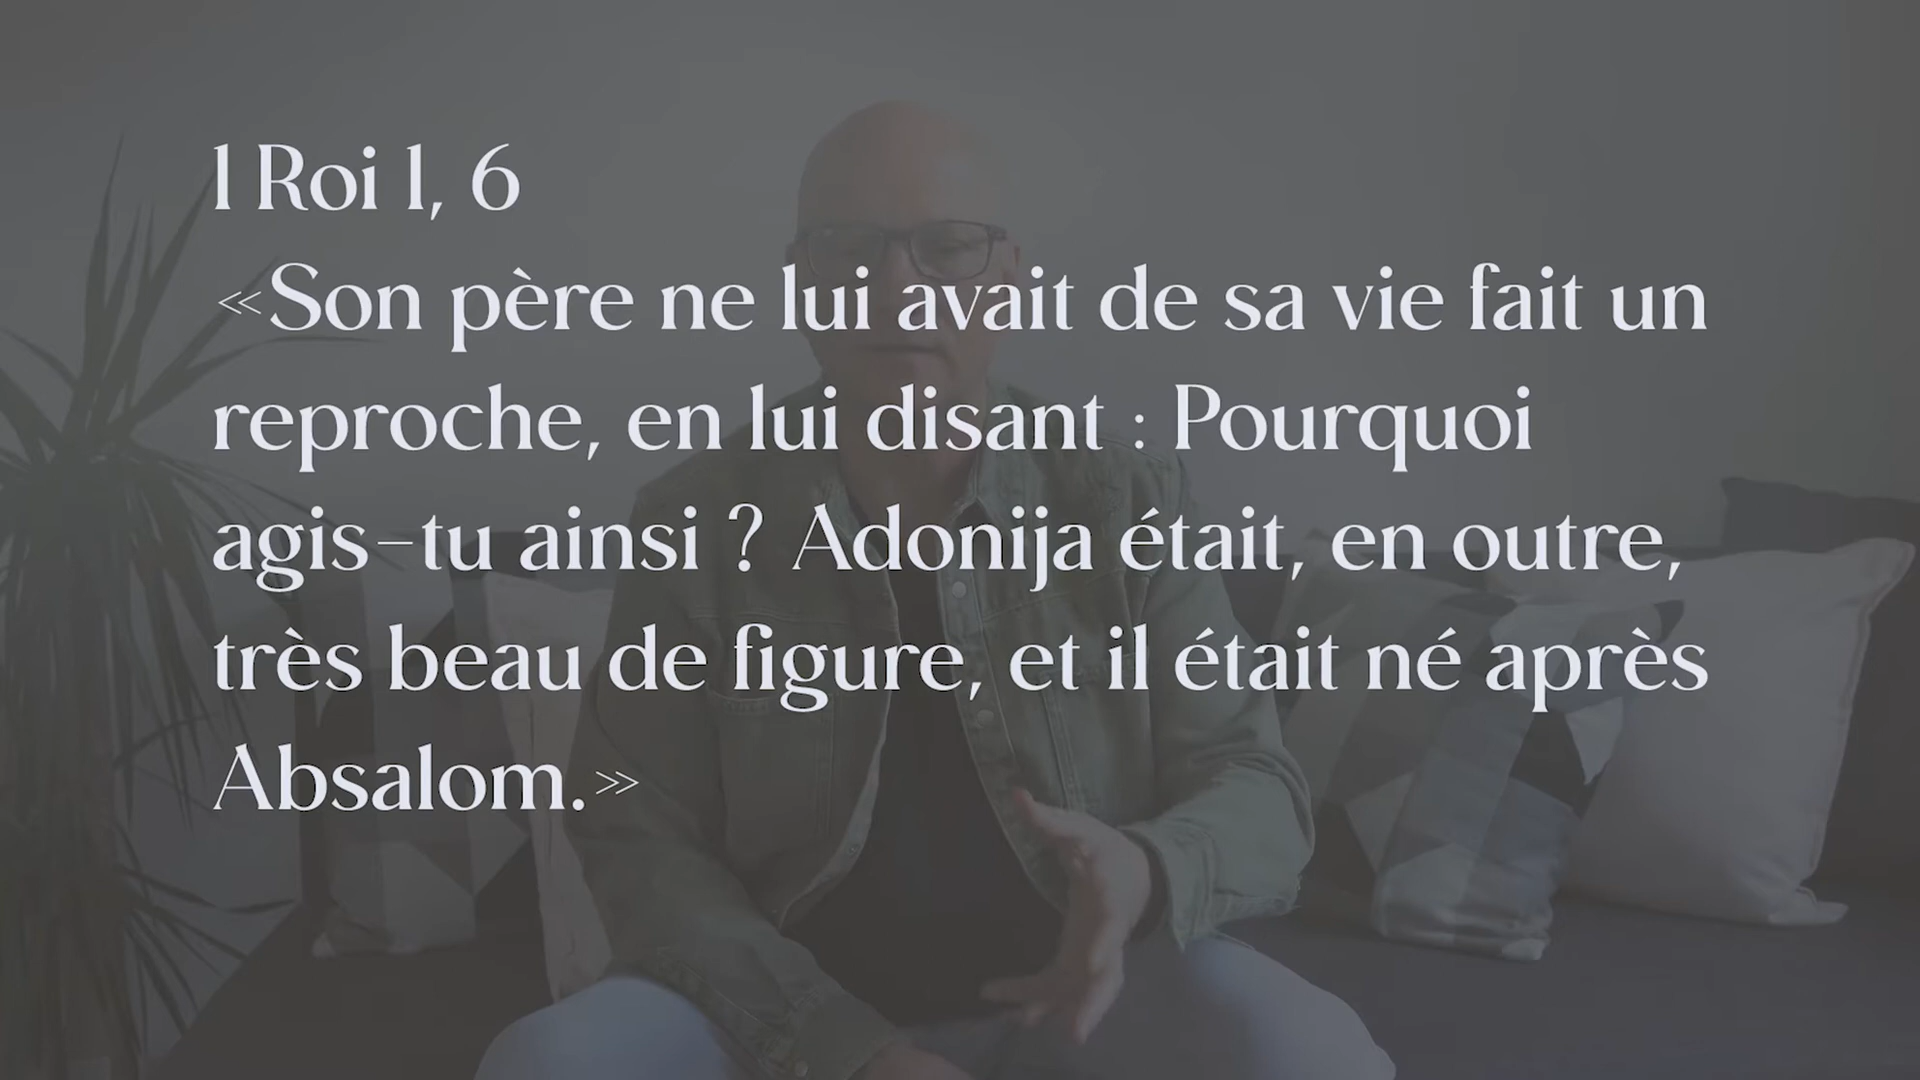 1 Roi 1, 6
«Son père ne lui avait de sa vie fait un
reproche, en lui disant : Pourquoi
agis-tu ainsi ? Adonija était, en outre,
très beau de figure, et il était né après
Absalom.»